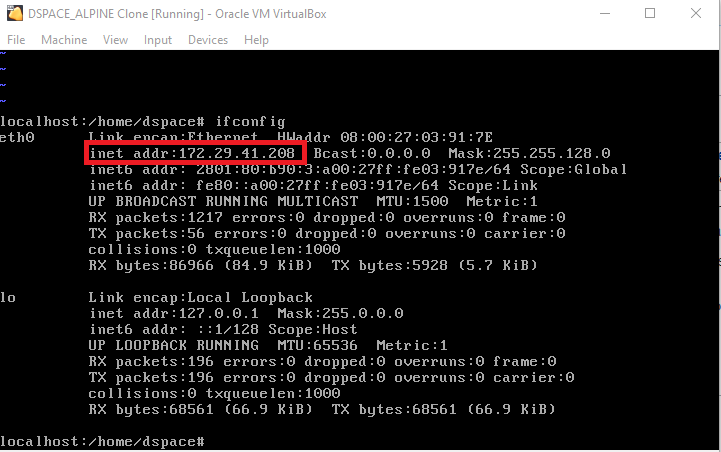 DSPACE_ALPINE Clone [Running] - Oracle VM VirtualBox
File Machine View Input Devices Help
~
~
~
~
localhost:/home/dspace# ifconfig
eth0 Link encap:Ethernet HWaddr 08:00:27:03:91:7E
inet addr:172.29.41.208 Bcast:0.0.0.0 Mask:255.255.128.0
inet6 addr: 2801:80:b90:3:a00:27ff:fe03:917e/64 Scope:Global
inet6 addr: fe80::a00:27ff:fe03:917e/64 Scope:Link
UP BROADCAST RUNNING MULTICAST MTU:1500 Metric:1
RX packets:1217 errors:0 dropped:0 overruns:0 frame:0
TX packets:56 errors:0 dropped:0 overruns:0 carrier:0
collisions:0 txqueuelen:1000
RX bytes:86966 (84.9 KiB) TX bytes:5928 (5.7 KiB)
lo Link encap:Local Loopback
inet addr:127.0.0.1 Mask:255.0.0.0
inet6 addr: ::1/128 Scope:Host
UP LOOPBACK RUNNING MTU:65536 Metric:1
RX packets:196 errors:0 dropped:0 overruns:0 frame:0
TX packets:196 errors:0 dropped:0 overruns:0 carrier:0
collisions:0 txqueuelen:1000
RX bytes:68561 (66.9 KiB) TX bytes:68561 (66.9 KiB)
localhost:/home/dspace#